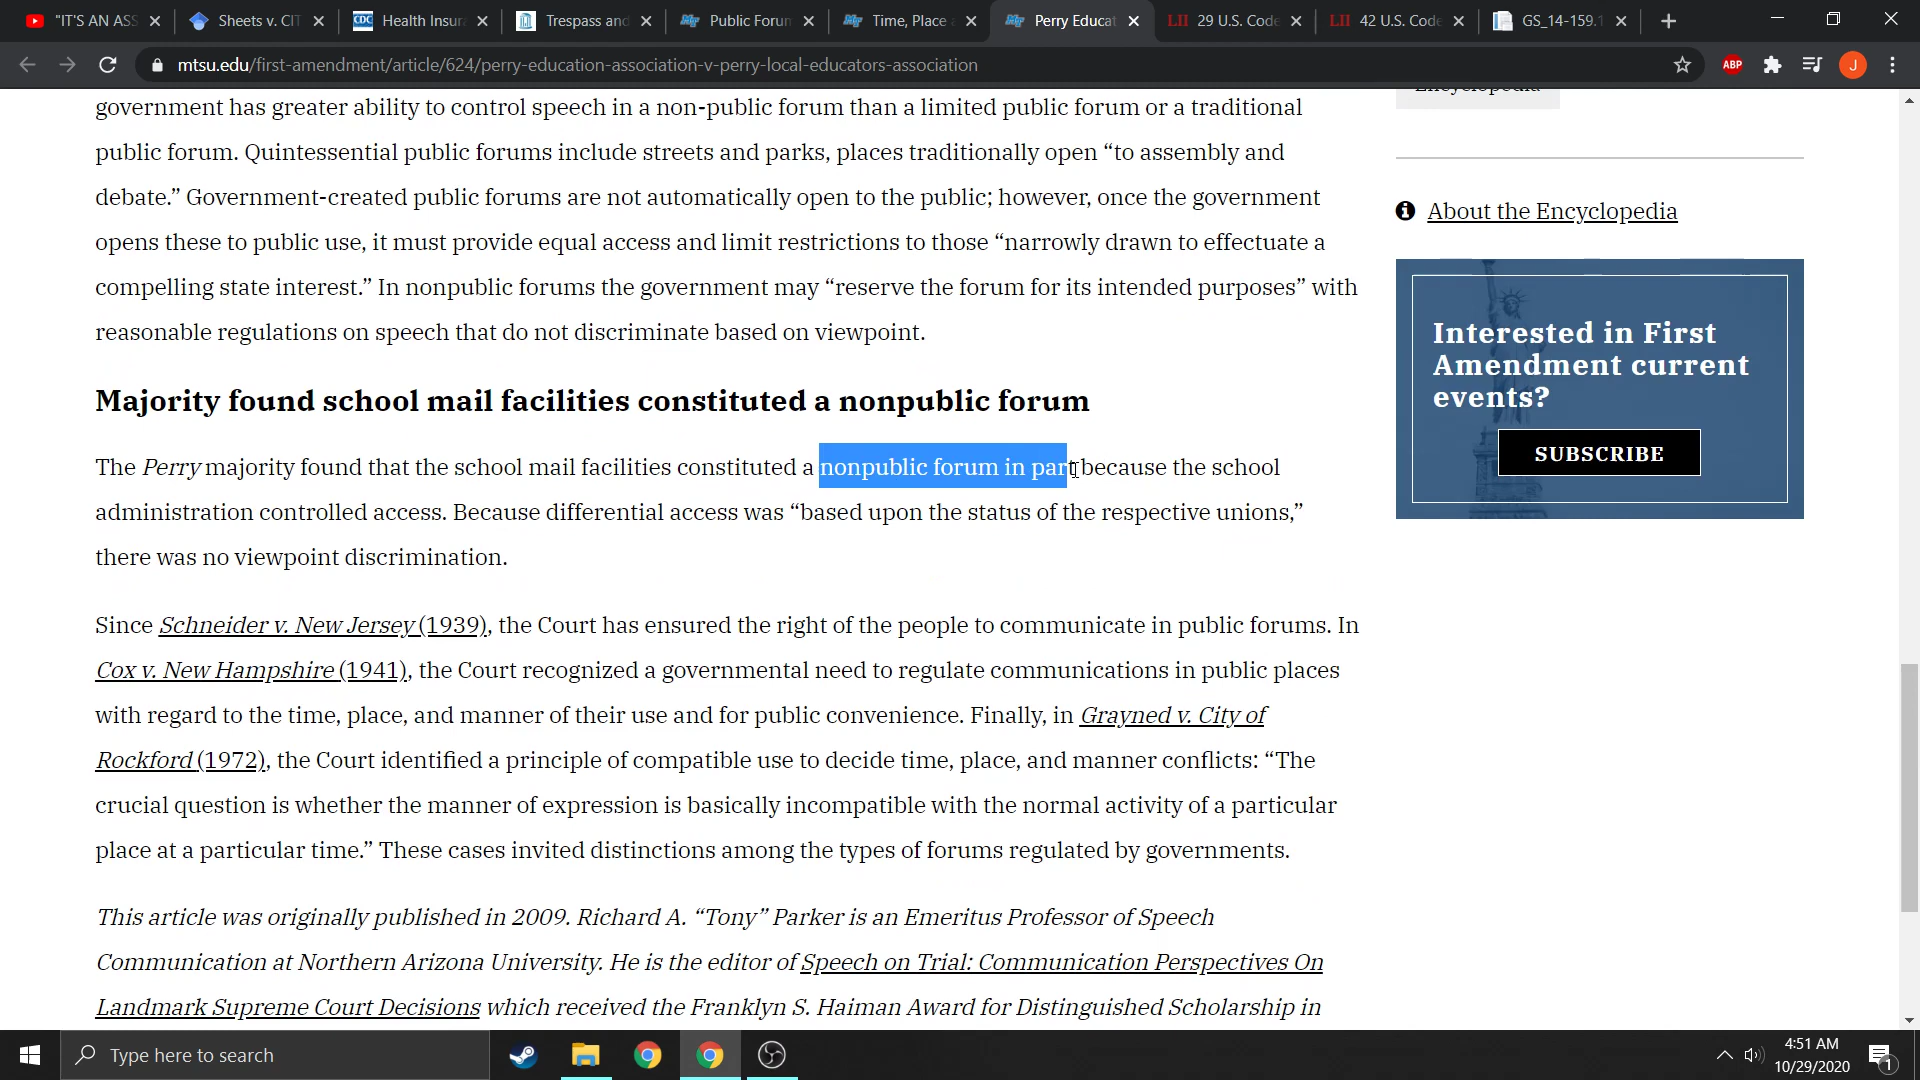 "IT'S AN ASS
Sheets v. CIT
Health Insur
Trespass and
Public Forum
Time, Place a
Perry Educat
LII 29 U.S. Code
LII 42 U.S. Code
GS_14-159.1
mtsu.edu/first-amendment/article/624/perry-education-association-v-perry-local-educators-association
ABP
J
government has greater ability to control speech in a non-public forum than a limited public forum or a traditional
public forum. Quintessential public forums include streets and parks, places traditionally open “to assembly and
debate.” Government-created public forums are not automatically open to the public; however, once the government
opens these to public use, it must provide equal access and limit restrictions to those “narrowly drawn to effectuate a
compelling state interest.” In nonpublic forums the government may “reserve the forum for its intended purposes” with
reasonable regulations on speech that do not discriminate based on viewpoint.
Majority found school mail facilities constituted a nonpublic forum
The Perry majority found that the school mail facilities constituted a nonpublic forum in part because the school
administration controlled access. Because differential access was “based upon the status of the respective unions,”
there was no viewpoint discrimination.
Since Schneider v. New Jersey (1939), the Court has ensured the right of the people to communicate in public forums. In
Cox v. New Hampshire (1941), the Court recognized a governmental need to regulate communications in public places
with regard to the time, place, and manner of their use and for public convenience. Finally, in Grayned v. City of
Rockford (1972), the Court identified a principle of compatible use to decide time, place, and manner conflicts: “The
crucial question is whether the manner of expression is basically incompatible with the normal activity of a particular
place at a particular time.” These cases invited distinctions among the types of forums regulated by governments.
This article was originally published in 2009. Richard A. “Tony” Parker is an Emeritus Professor of Speech
Communication at Northern Arizona University. He is the editor of Speech on Trial: Communication Perspectives On
Landmark Supreme Court Decisions which received the Franklyn S. Haiman Award for Distinguished Scholarship in
Encyclopedia
About the Encyclopedia
Interested in First
Amendment current
events?
SUBSCRIBE
Type here to search
4:51 AM
10/29/2020
1